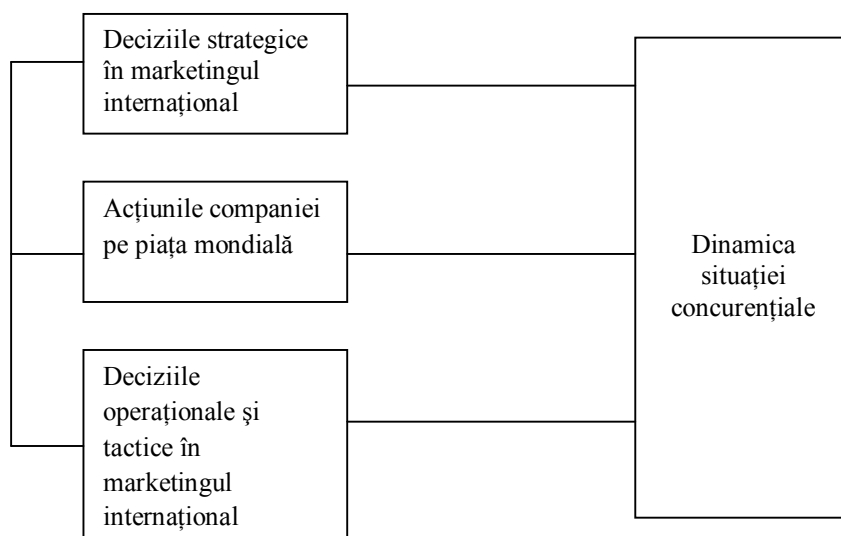 Deciziile strategice
în marketingul
internațional
Acțiunile companiei
pe piața mondială
Deciziile
operaționale şi
tactice în
marketingul
internațional
Dinamica
situației
concurențiale